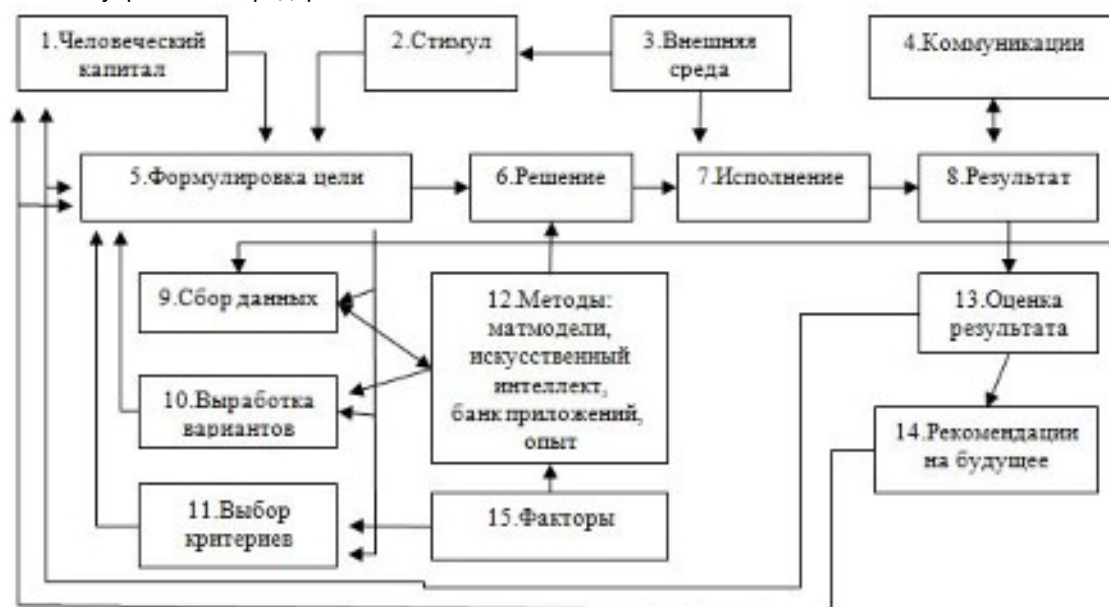 1.Человеческий
капитал
2.Стимул
3.Внешняя
среда
4.Коммуникации
5.Формулировка цели
6.Решение
7.Исполнение
8.Результат
9.Сбор данных
12.Методы:
матмодели,
искусственный
интеллект,
банк приложений,
опыт
13.Оценка
результата
10.Выработка
вариантов
14.Рекомендации
на будущее
11.Выбор
критериев
15.Факторы